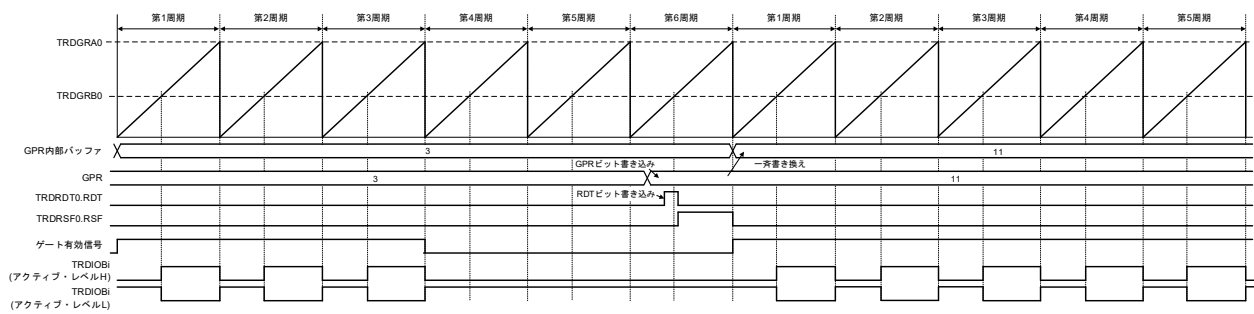 第1周期 第2周期 第3周期 第4周期 第5周期 第6周期 第1周期 第2周期 第3周期 第4周期 第5周期
TRDGRA0
TRDGRB0
GPR内部バッファ 3 11
GPRビット書き込み 一斉書き換え
GPR 3 11
TRDRDT0.RDT RDTビット書き込み
TRDRSF0.RSF
ゲート有効信号
TRDIOBi
(アクティブ・レベルH)
TRDIOBi
(アクティブ・レベルL)